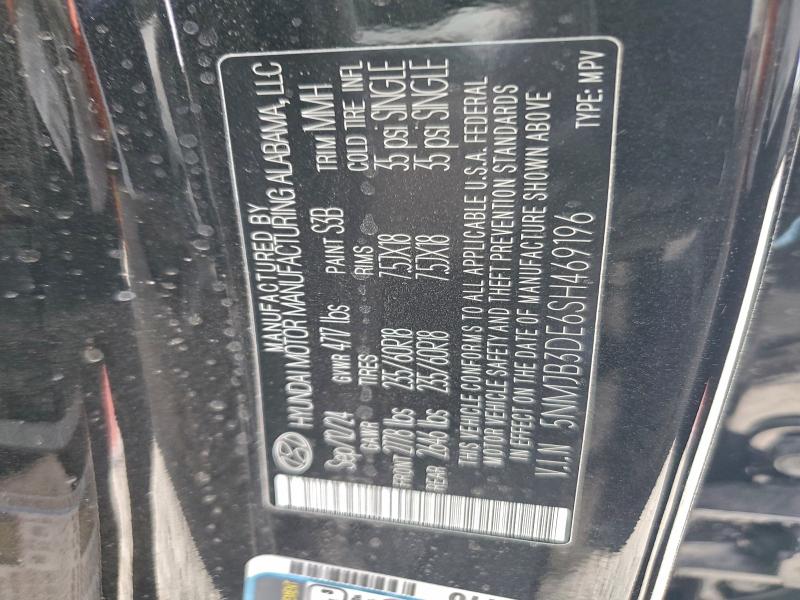 MANUFACTURED BY
HYUNDAI MOTOR MANUFACTURING ALABAMA, LLC
Sep/12/24 GVWR 4777 lbs PAINT S3B TRIM MMH
GAWR TIRES RIMS COLD TIRE INFL
FRONT 2778 lbs 235/60R18 7.5JX18 35 psi SINGLE
REAR lbs 235/60R18 7.5JX18 35 psi SINGLE
THIS VEHICLE CONFORMS TO ALL APPLICABLE U.S.A. FEDERAL
MOTOR VEHICLE SAFETY AND THEFT PREVENTION STANDARDS
IN EFFECT ON THE DATE OF MANUFACTURE SHOWN ABOVE
V.I.N 5NMJB3DE6SH469196 TYPE: MPV